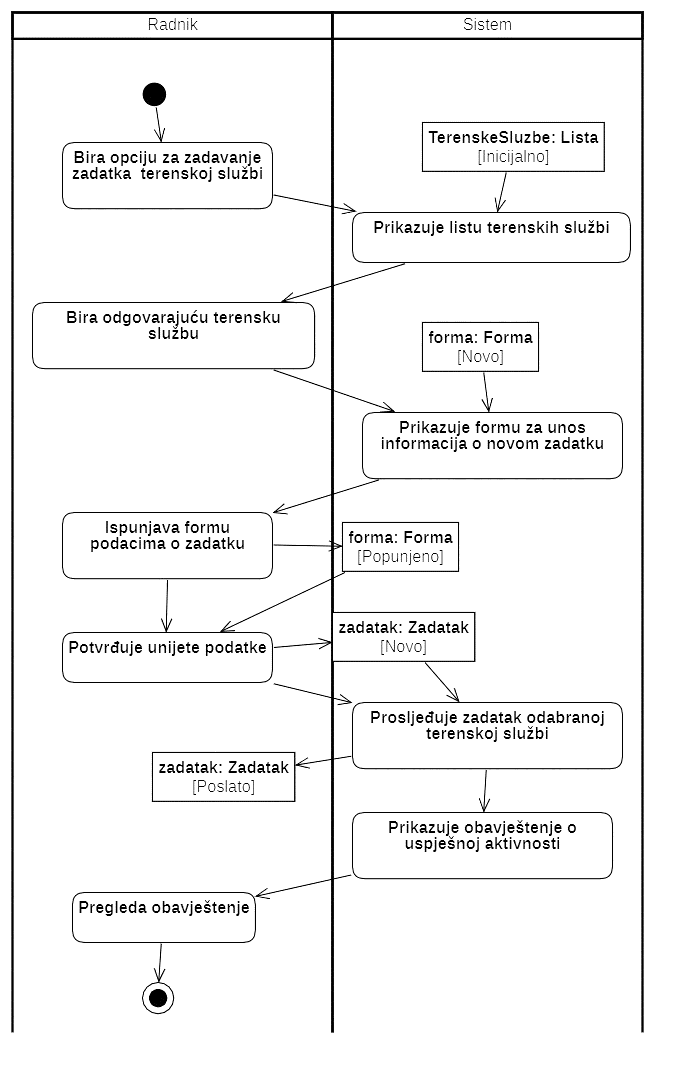 Radnik
Sistem
TerenskeSluzbe: Lista
[Inicijalno]
Bira opciju za zadavanje
zadatka terenskoj službi
Prikazuje listu terenskih službi
Bira odgovarajuću terensku
službu
forma: Forma
[Novo]
Prikazuje formu za unos
informacija o novom zadatku
Ispunjava formu
podacima o zadatku
forma: Forma
[Popunjeno]
zadatak: Zadatak
[Novo]
Potvrđuje unijete podatke
Prosljeđuje zadatak odabranoj
terenskoj službi
zadatak: Zadatak
[Poslato]
Prikazuje obavještenje o
uspješnoj aktivnosti
Pregleda obavještenje